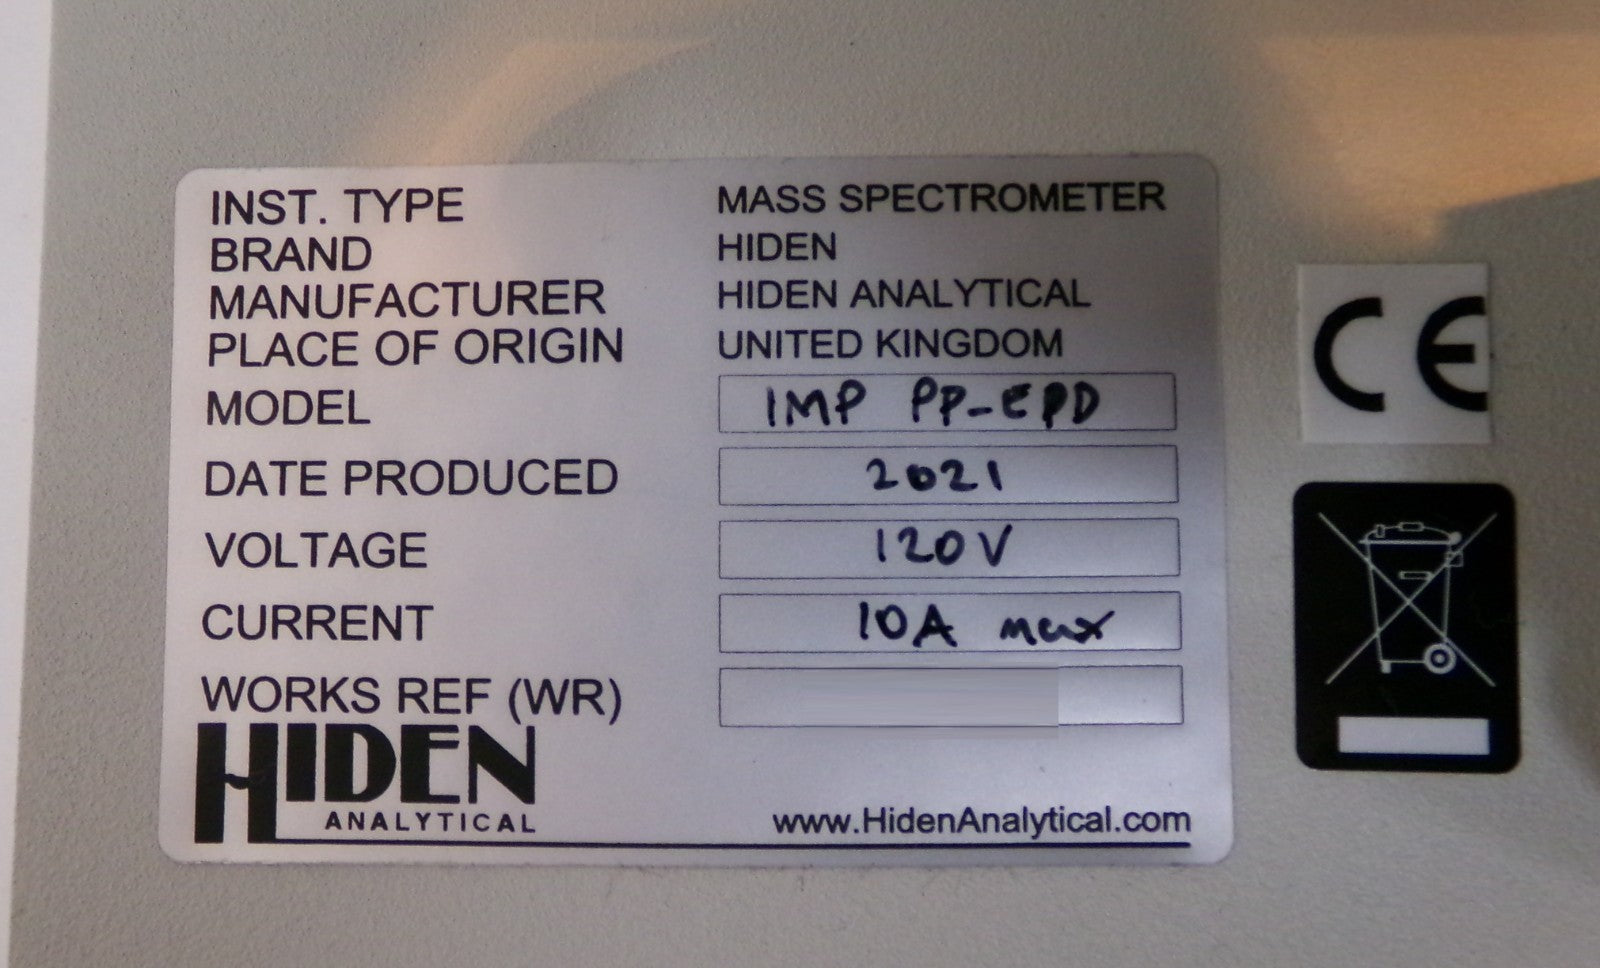 INST. TYPE MASS SPECTROMETER
BRAND HIDEN
MANUFACTURER HIDEN ANALYTICAL
PLACE OF ORIGIN UNITED KINGDOM
MODEL IMP PP-EPD
DATE PRODUCED 2021
VOLTAGE 120V
CURRENT 10A max
WORKS REF (WR)
HIDEN
ANALYTICAL
www.HidenAnalytical.com
CE